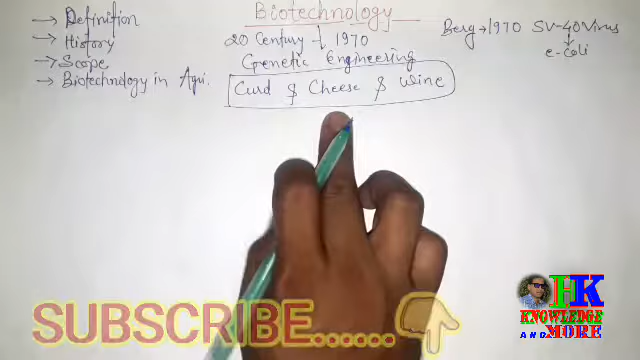 Biotechnology
→ Definition
→ History
→ Scope
→ Biotechnology in Agri.
20 Century → 1970
Genetic Engineering
Curd & Cheese & Wine
Berg → 1970 SV-40 Virus
e-Coli
SUBSCRIBE......
HK
KNOWLEDGE
AND MORE